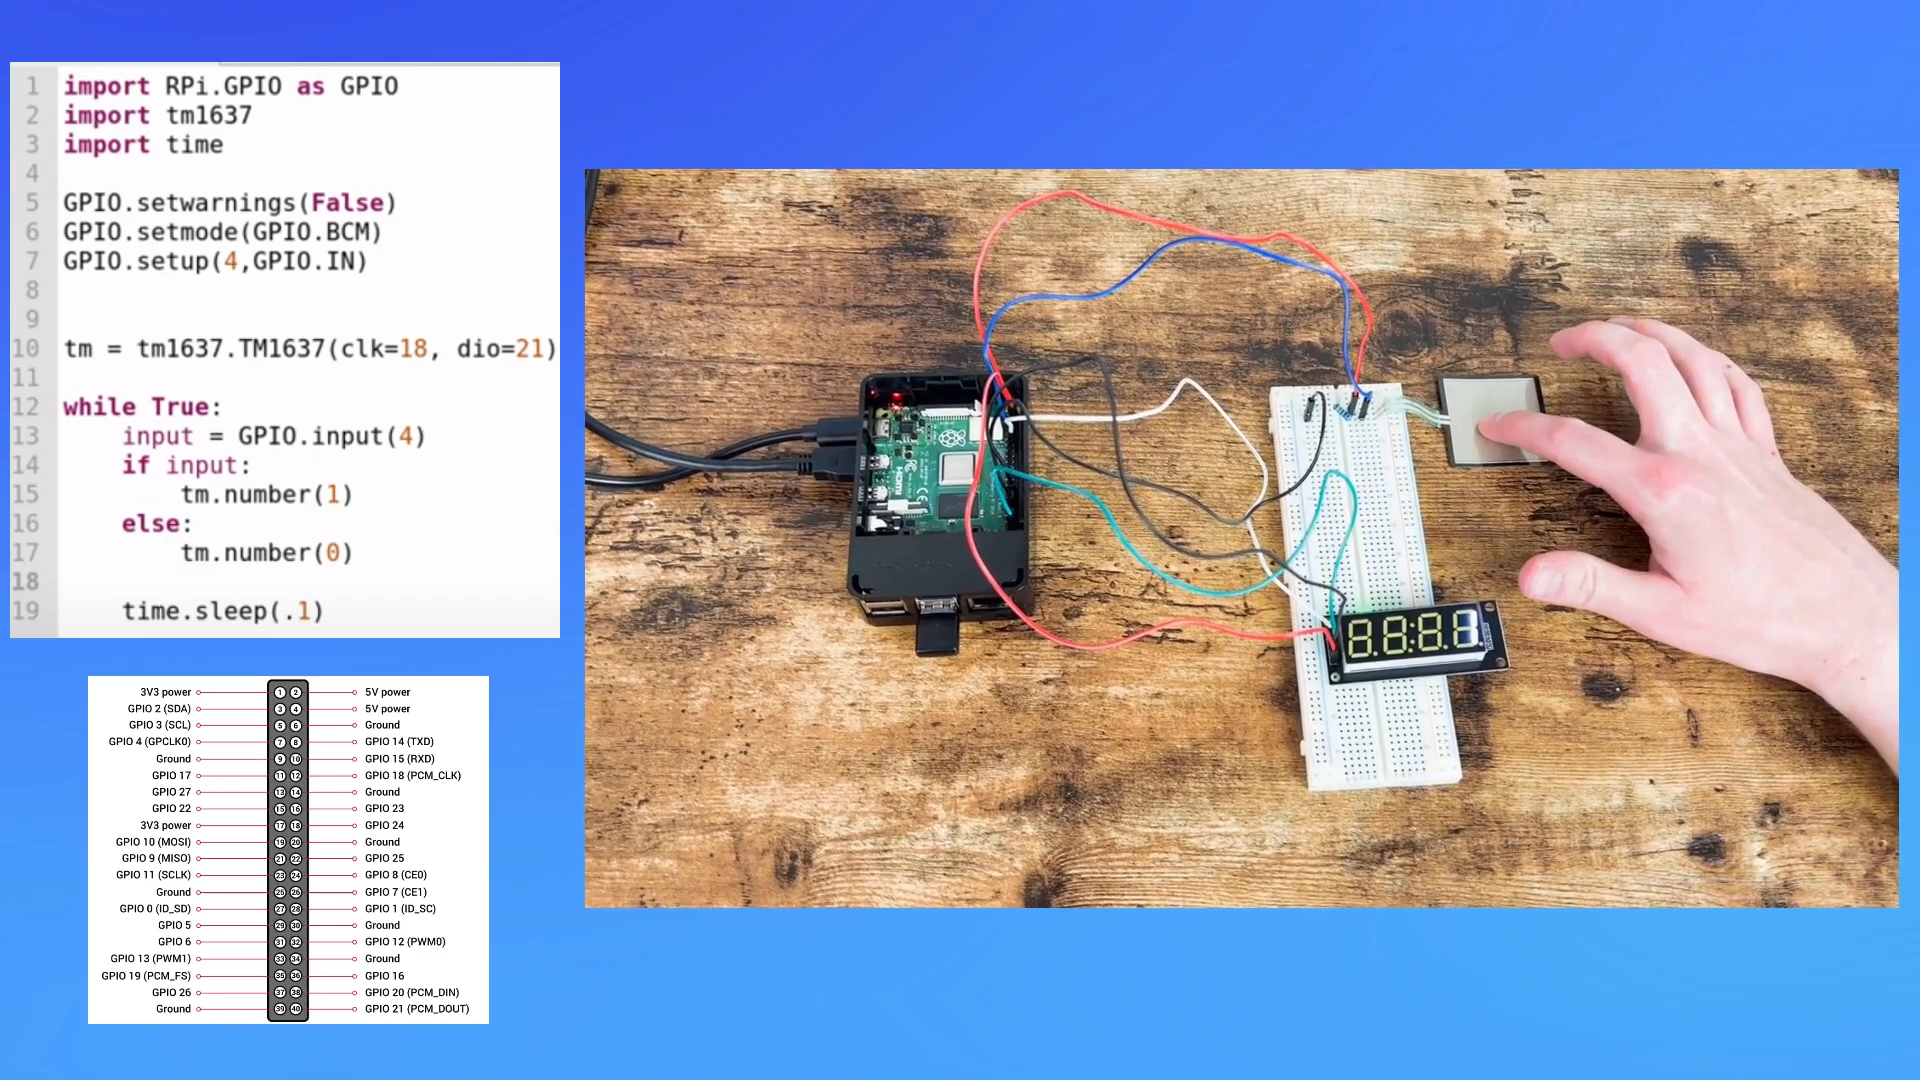 1 import RPi.GPIO as GPIO
2 import tm1637
3 import time
4
5 GPIO.setwarnings(False)
6 GPIO.setmode(GPIO.BCM)
7 GPIO.setup(4,GPIO.IN)
8
9
10 tm = tm1637.TM1637(clk=18, dio=21)
11
12 while True:
13 input = GPIO.input(4)
14 if input:
15 tm.number(1)
16 else:
17 tm.number(0)
18
19 time.sleep(.1)
3V3 power 1 2 5V power
GPIO 2 (SDA) 3 4 5V power
GPIO 3 (SCL) 5 6 Ground
GPIO 4 (GPCLK0) 7 8 GPIO 14 (TXD)
Ground 9 10 GPIO 15 (RXD)
GPIO 17 11 12 GPIO 18 (PCM_CLK)
GPIO 27 13 14 Ground
GPIO 22 15 16 GPIO 23
3V3 power 17 18 GPIO 24
GPIO 10 (MOSI) 19 20 Ground
GPIO 9 (MISO) 21 22 GPIO 25
GPIO 11 (SCLK) 23 24 GPIO 8 (CE0)
Ground 25 26 GPIO 7 (CE1)
GPIO 0 (ID_SD) 27 28 GPIO 1 (ID_SC)
GPIO 5 29 30 Ground
GPIO 6 31 32 GPIO 12 (PWM0)
GPIO 13 (PWM1) 33 34 Ground
GPIO 19 (PCM_FS) 35 36 GPIO 16
GPIO 26 37 38 GPIO 20 (PCM_DIN)
Ground 39 40 GPIO 21 (PCM_DOUT)
HDMI